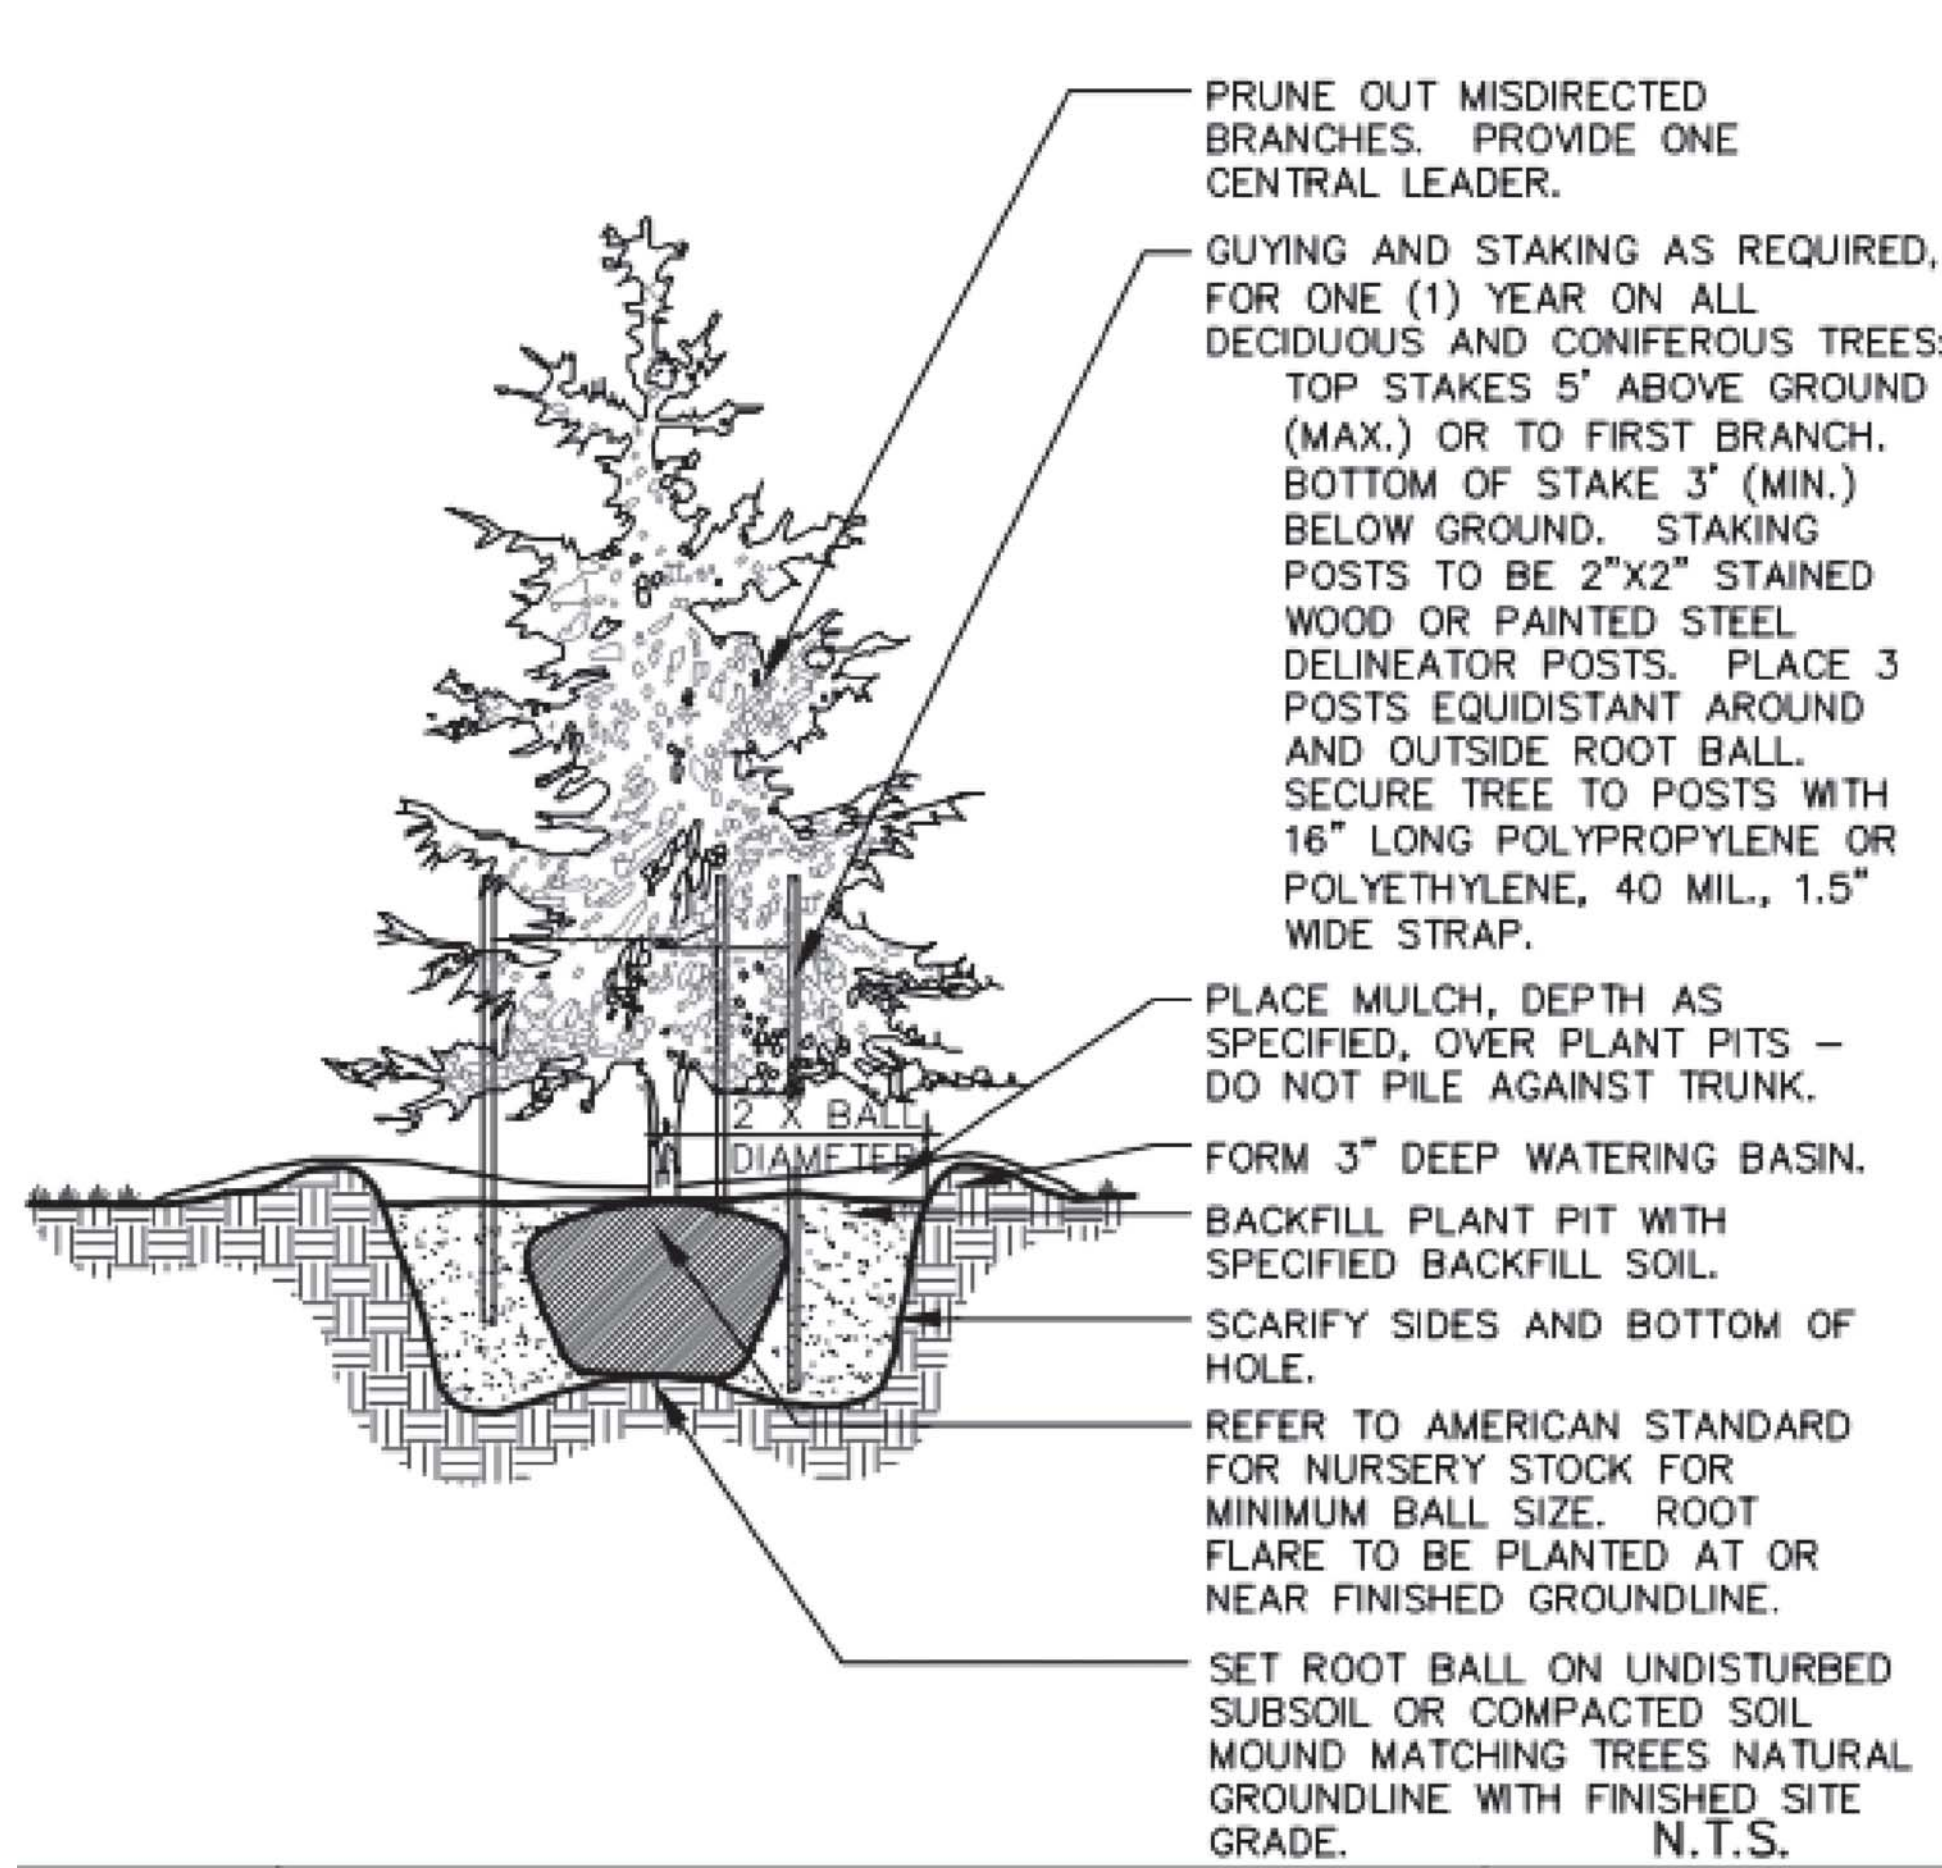 PRUNE OUT MISDIRECTED
BRANCHES. PROVIDE ONE
CENTRAL LEADER.
GUYING AND STAKING AS REQUIRED,
FOR ONE (1) YEAR ON ALL
DECIDUOUS AND CONIFEROUS TREES:
TOP STAKES 5' ABOVE GROUND
(MAX.) OR TO FIRST BRANCH.
BOTTOM OF STAKE 3' (MIN.)
BELOW GROUND. STAKING
POSTS TO BE 2"X2" STAINED
WOOD OR PAINTED STEEL
DELINEATOR POSTS. PLACE 3
POSTS EQUIDISTANT AROUND
AND OUTSIDE ROOT BALL.
SECURE TREE TO POSTS WITH
16" LONG POLYPROPYLENE OR
POLYETHYLENE, 40 MIL., 1.5"
WIDE STRAP.
PLACE MULCH, DEPTH AS
SPECIFIED, OVER PLANT PITS –
DO NOT PILE AGAINST TRUNK.
2 X BALL
DIAMETER
FORM 3" DEEP WATERING BASIN.
BACKFILL PLANT PIT WITH
SPECIFIED BACKFILL SOIL.
SCARIFY SIDES AND BOTTOM OF
HOLE.
REFER TO AMERICAN STANDARD
FOR NURSERY STOCK FOR
MINIMUM BALL SIZE. ROOT
FLARE TO BE PLANTED AT OR
NEAR FINISHED GROUNDLINE.
SET ROOT BALL ON UNDISTURBED
SUBSOIL OR COMPACTED SOIL
MOUND MATCHING TREES NATURAL
GROUNDLINE WITH FINISHED SITE
GRADE. N.T.S.